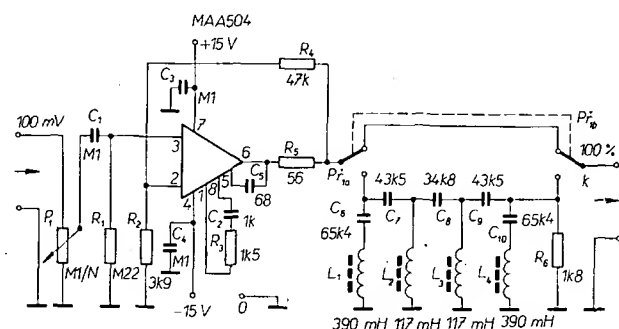 MAA504
+15 V
R4
47k
C3
M1
Př1b
100 mV
C1
M1
7
3
6
R5
56
100 %
k
Př1a
2
4
1
8
5
C5
68
43k5
C7
34k8
C8
43k5
C9
C6
65k4
C10
65k4
P1
M1/N
R1
M22
R2
3k9
C4
M1
C2
1k
R3
1k5
R6
1k8
L1
L2
L3
L4
−15 V
0
390 mH
117 mH
117 mH
390 mH